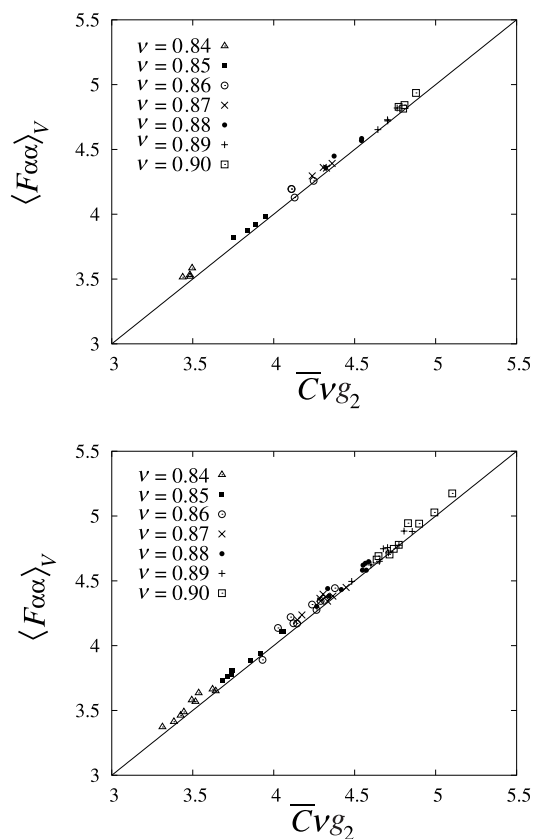 5.5
5
4.5
4
3.5
3
⟨Fαα⟩_V
ν = 0.84
ν = 0.85
ν = 0.86
ν = 0.87
ν = 0.88
ν = 0.89
ν = 0.90
3 3.5 4 4.5 5 5.5
C̅νg₂
5.5
5
4.5
4
3.5
3
⟨Fαα⟩_V
ν = 0.84
ν = 0.85
ν = 0.86
ν = 0.87
ν = 0.88
ν = 0.89
ν = 0.90
3 3.5 4 4.5 5 5.5
C̅νg₂